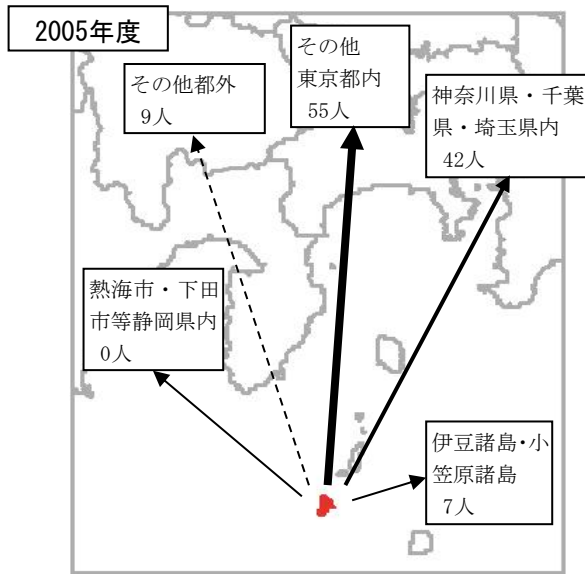 2005年度
その他都外
9人
その他
東京都内
55人
神奈川県・千葉
県・埼玉県内
42人
熱海市・下田
市等静岡県内
0人
伊豆諸島・小
笠原諸島
7人